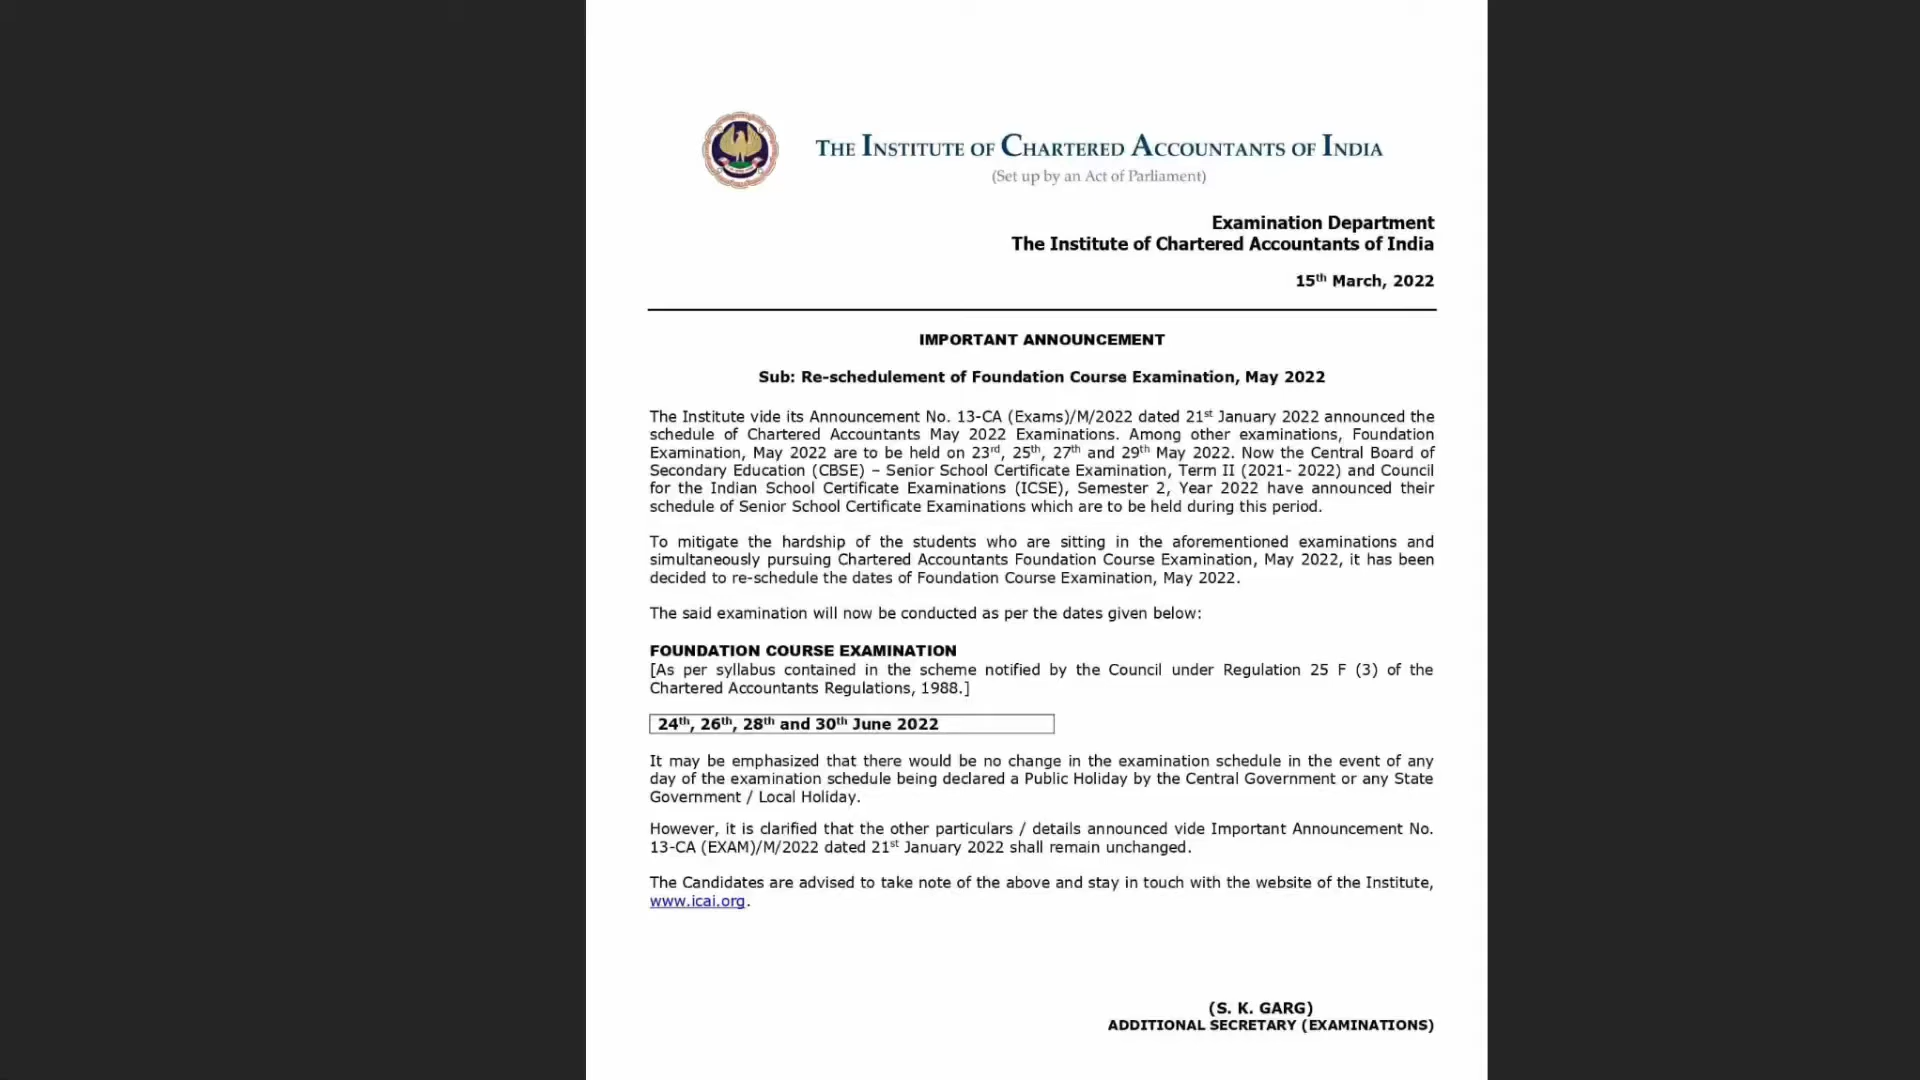 THE INSTITUTE OF CHARTERED ACCOUNTANTS OF INDIA
(Set up by an Act of Parliament)
Examination Department
The Institute of Chartered Accountants of India
15th March, 2022
IMPORTANT ANNOUNCEMENT
Sub: Re-schedulement of Foundation Course Examination, May 2022
The Institute vide its Announcement No. 13-CA (Exams)/M/2022 dated 21st January 2022 announced the
schedule of Chartered Accountants May 2022 Examinations. Among other examinations, Foundation
Examination, May 2022 are to be held on 23rd, 25th, 27th and 29th May 2022. Now the Central Board of
Secondary Education (CBSE) – Senior School Certificate Examination, Term II (2021- 2022) and Council
for the Indian School Certificate Examinations (ICSE), Semester 2, Year 2022 have announced their
schedule of Senior School Certificate Examinations which are to be held during this period.
To mitigate the hardship of the students who are sitting in the aforementioned examinations and
simultaneously pursuing Chartered Accountants Foundation Course Examination, May 2022, it has been
decided to re-schedule the dates of Foundation Course Examination, May 2022.
The said examination will now be conducted as per the dates given below:
FOUNDATION COURSE EXAMINATION
[As per syllabus contained in the scheme notified by the Council under Regulation 25 F (3) of the
Chartered Accountants Regulations, 1988.]
24th, 26th, 28th and 30th June 2022
It may be emphasized that there would be no change in the examination schedule in the event of any
day of the examination schedule being declared a Public Holiday by the Central Government or any State
Government / Local Holiday.
However, it is clarified that the other particulars / details announced vide Important Announcement No.
13-CA (EXAM)/M/2022 dated 21st January 2022 shall remain unchanged.
The Candidates are advised to take note of the above and stay in touch with the website of the Institute,
www.icai.org.
(S. K. GARG)
ADDITIONAL SECRETARY (EXAMINATIONS)